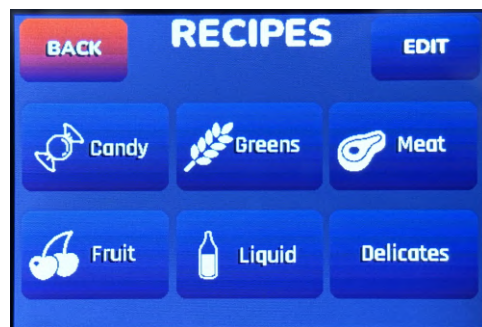 BACK
RECIPES
EDIT
Candy
Greens
Meat
Fruit
Liquid
Delicates